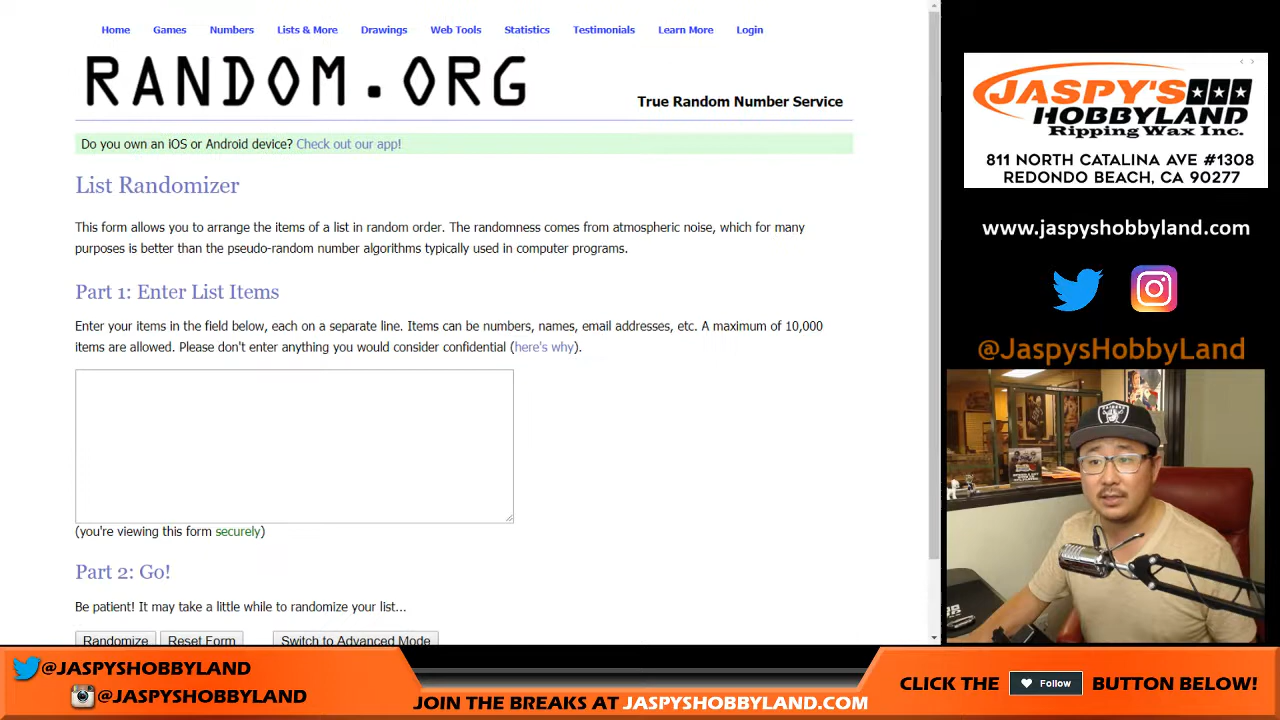 Home Games Numbers Lists & More Drawings Web Tools Statistics Testimonials Learn More Login
RANDOM.ORG
True Random Number Service
Do you own an iOS or Android device? Check out our app!
List Randomizer
This form allows you to arrange the items of a list in random order. The randomness comes from atmospheric noise, which for many
purposes is better than the pseudo-random number algorithms typically used in computer programs.
Part 1: Enter List Items
Enter your items in the field below, each on a separate line. Items can be numbers, names, email addresses, etc. A maximum of 10,000
items are allowed. Please don't enter anything you would consider confidential (here's why).
(you're viewing this form securely)
Part 2: Go!
Be patient! It may take a little while to randomize your list...
Randomize Reset Form Switch to Advanced Mode
JASPY'S
HOBBYLAND
Ripping Wax Inc.
811 NORTH CATALINA AVE #1308
REDONDO BEACH, CA 90277
www.jaspyshobbyland.com
@JaspysHobbyLand
RAIDERS
@JASPYSHOBBYLAND
@JASPYSHOBBYLAND
JOIN THE BREAKS AT JASPYSHOBBYLAND.COM
CLICK THE Follow BUTTON BELOW!